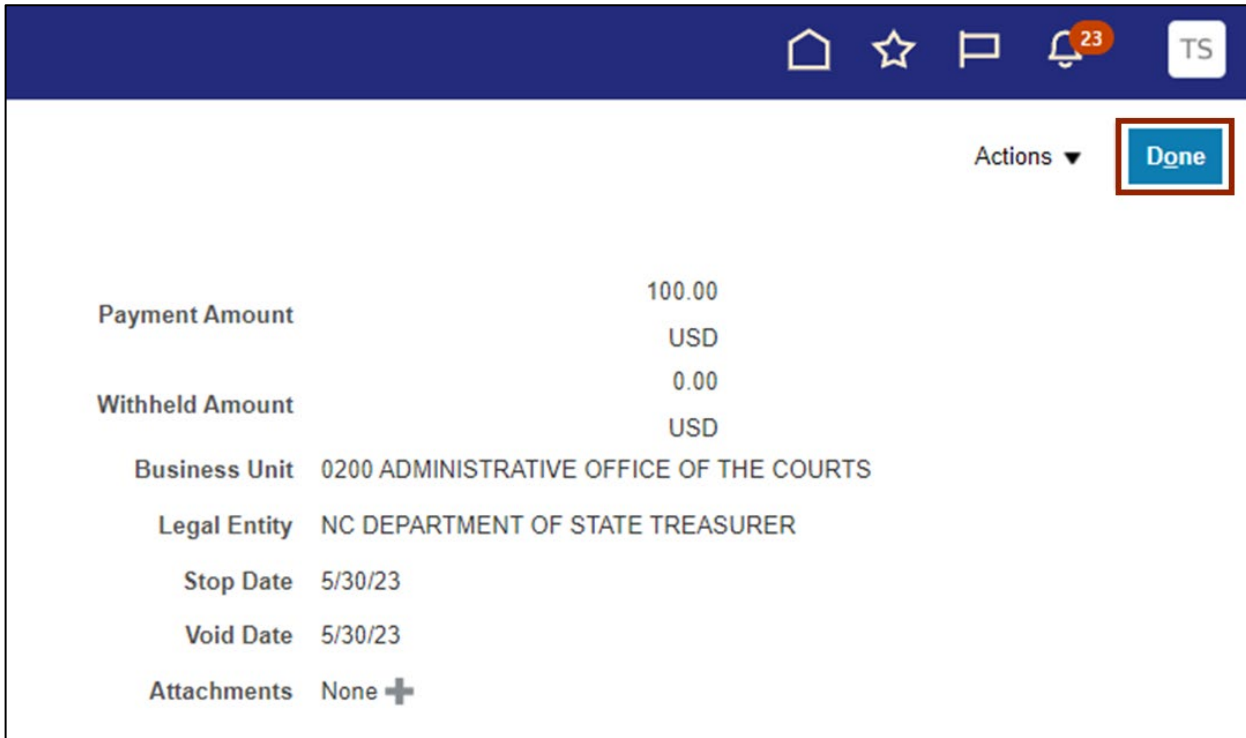 23
TS
Actions
Done
Payment Amount
100.00
USD
Withheld Amount
0.00
USD
Business Unit 0200 ADMINISTRATIVE OFFICE OF THE COURTS
Legal Entity NC DEPARTMENT OF STATE TREASURER
Stop Date 5/30/23
Void Date 5/30/23
Attachments None